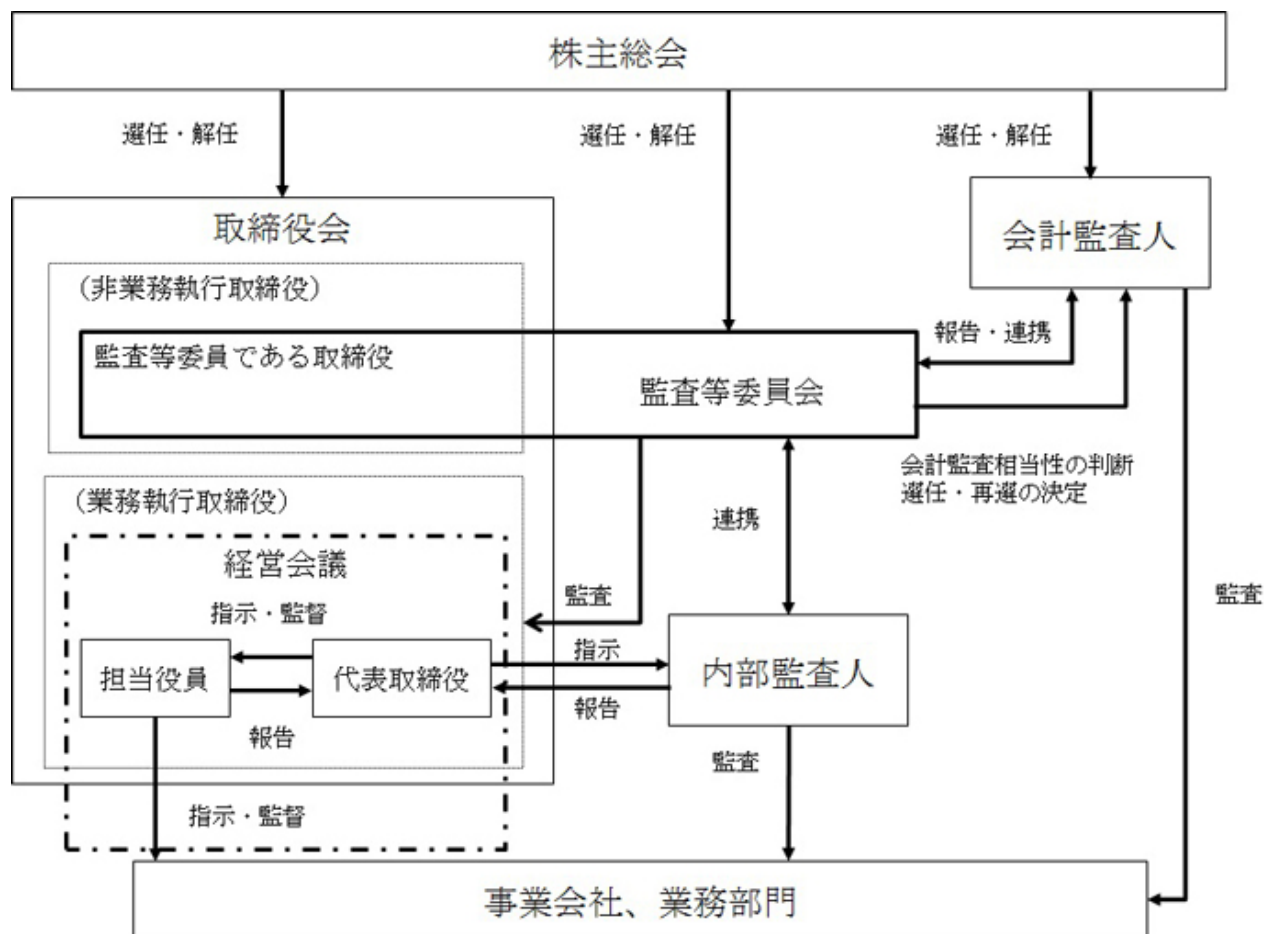 株主総会
選任・解任
選任・解任
選任・解任
取締役会
会計監査人
(非業務執行取締役)
監査等委員である取締役
監査等委員会
報告・連携
会計監査相当性の判断
選任・再選の決定
(業務執行取締役)
連携
経営会議
監査
監査
指示・監督
担当役員
代表取締役
指示
内部監査人
報告
報告
監査
指示・監督
事業会社、業務部門